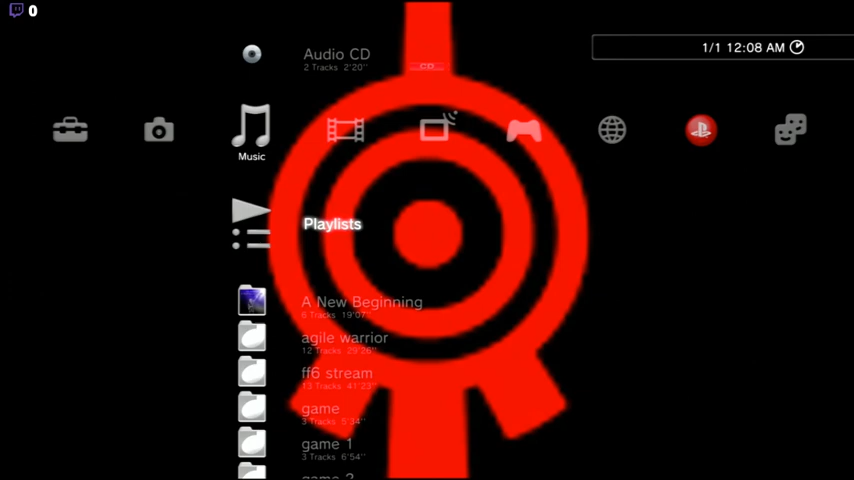 0
Audio CD
2 Tracks 2'20"
CD
1/1 12:08 AM
Music
Playlists
A New Beginning
6 Tracks 19'07"
agile warrior
12 Tracks 29'26"
ff6 stream
13 Tracks 41'23"
game
3 Tracks 5'34"
game 1
3 Tracks 6'54"
game 2